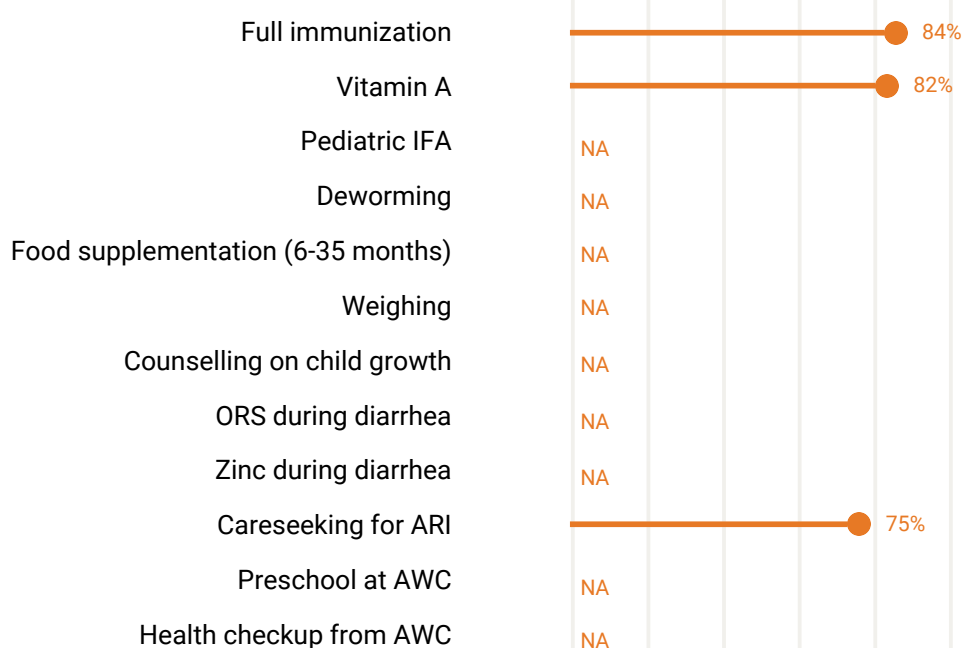 Full immunization 84%
Vitamin A 82%
Pediatric IFA NA
Deworming NA
Food supplementation (6-35 months) NA
Weighing NA
Counselling on child growth NA
ORS during diarrhea NA
Zinc during diarrhea NA
Careseeking for ARI 75%
Preschool at AWC NA
Health checkup from AWC NA